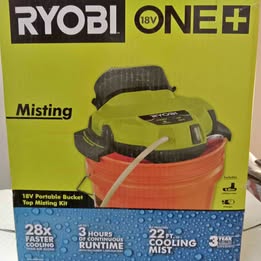 RYOBI 18V ONE+
Misting
RYOBI
18V Portable Bucket
Top Misting Kit
28X
FASTER
COOLING
3
HOURS
OF CONTINUOUS
RUNTIME
22 FT.
COOLING
MIST
3 YEAR